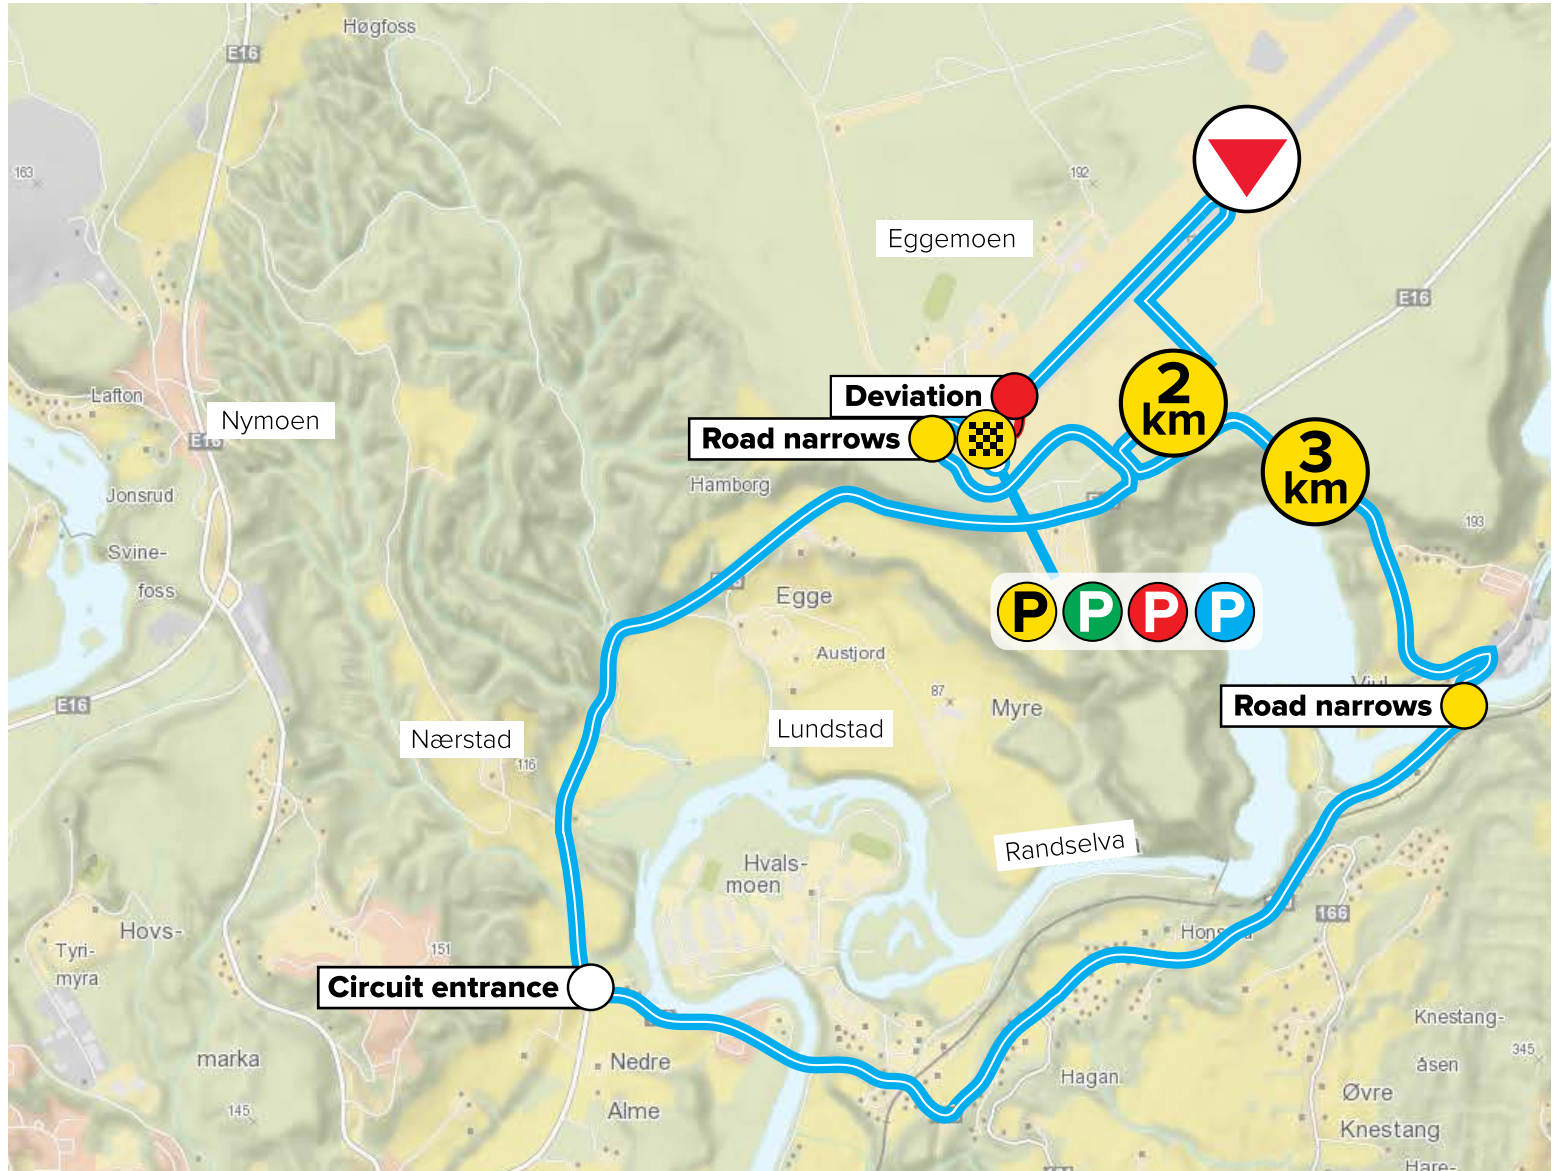 Høgfoss
E16
163
192
Eggemoen
E16
2
km
Deviation
Lafton
Nymoen
Road narrows
3
km
E16
Hamborg
Jonsrud
193
Svine-
foss
Egge
P P P P
Austjord
87
Myre
E16
Road narrows
Nærstad
Lundstad
116
Randselva
Hvals-
moen
166
Hovs-
151
Tyri-
myra
Circuit entrance
Knestang-
345
marka
Nedre
åsen
Hagan
Øvre
145
Alme
Knestang
Hare-